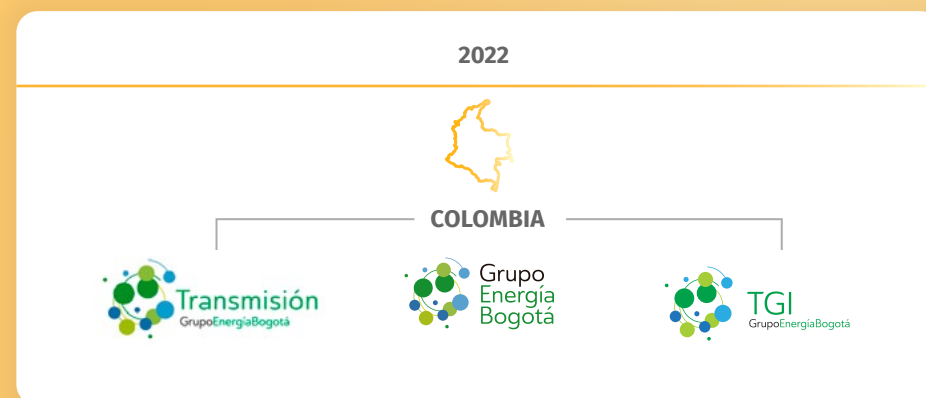 2022
COLOMBIA
Transmisión
GrupoEnergíaBogotá
Grupo
Energía
Bogotá
TGI
GrupoEnergíaBogotá